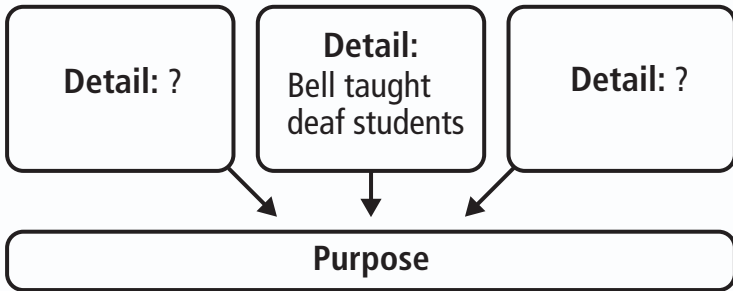 Detail: ?
Detail:
Bell taught
deaf students
Detail: ?
Purpose